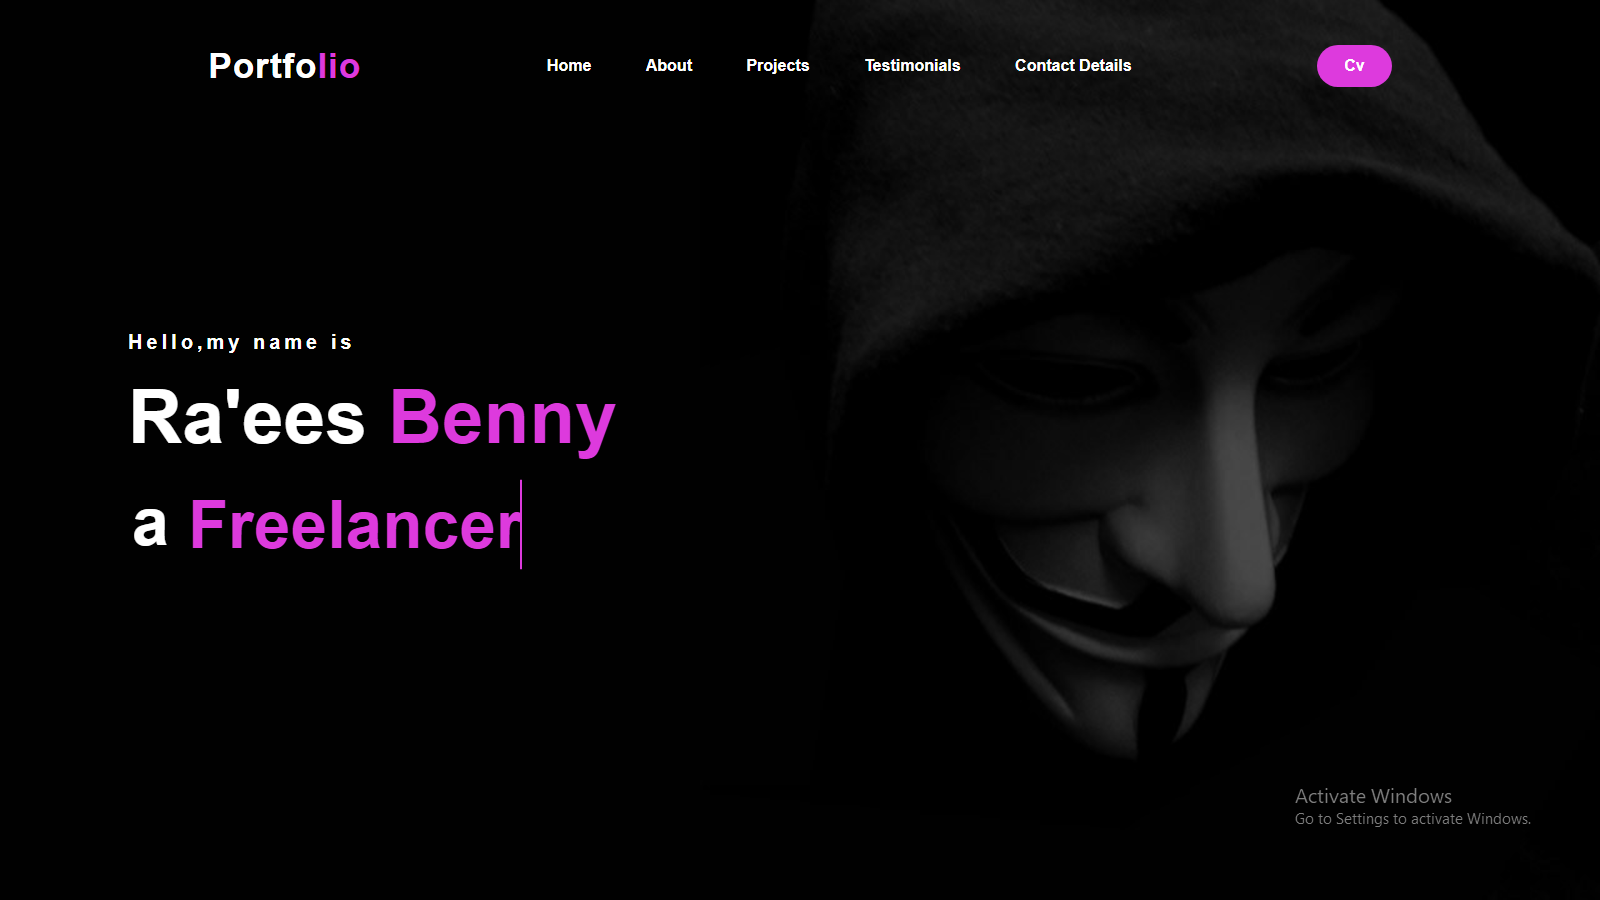 Portfolio
Home About Projects Testimonials Contact Details Cv
Hello,my name is
Ra'ees Benny
a Freelancer
Activate Windows
Go to Settings to activate Windows.